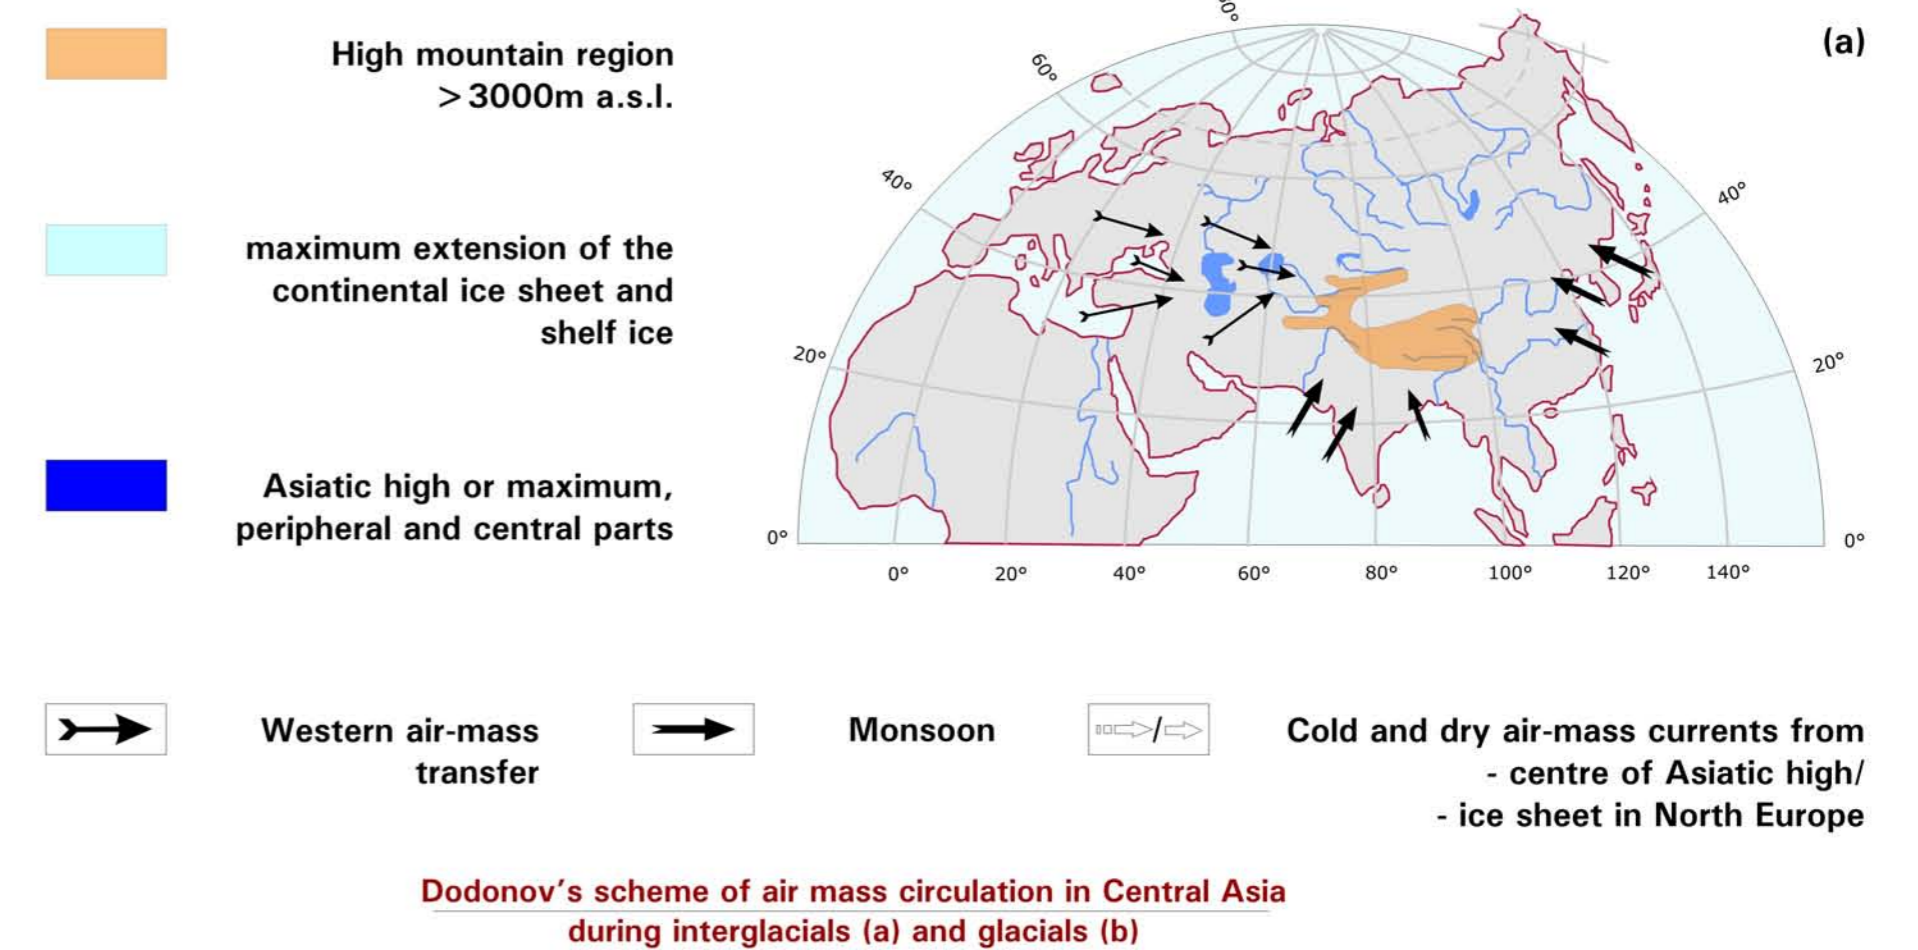 High mountain region
>3000m a.s.l.
maximum extension of the
continental ice sheet and
shelf ice
Asiatic high or maximum,
peripheral and central parts
(a)
60°
40°
20°
0°
40°
20°
0°
0° 20° 40° 60° 80° 100° 120° 140°
Western air-mass
transfer
Monsoon
Cold and dry air-mass currents from
- centre of Asiatic high/
- ice sheet in North Europe
Dodonov's scheme of air mass circulation in Central Asia
during interglacials (a) and glacials (b)